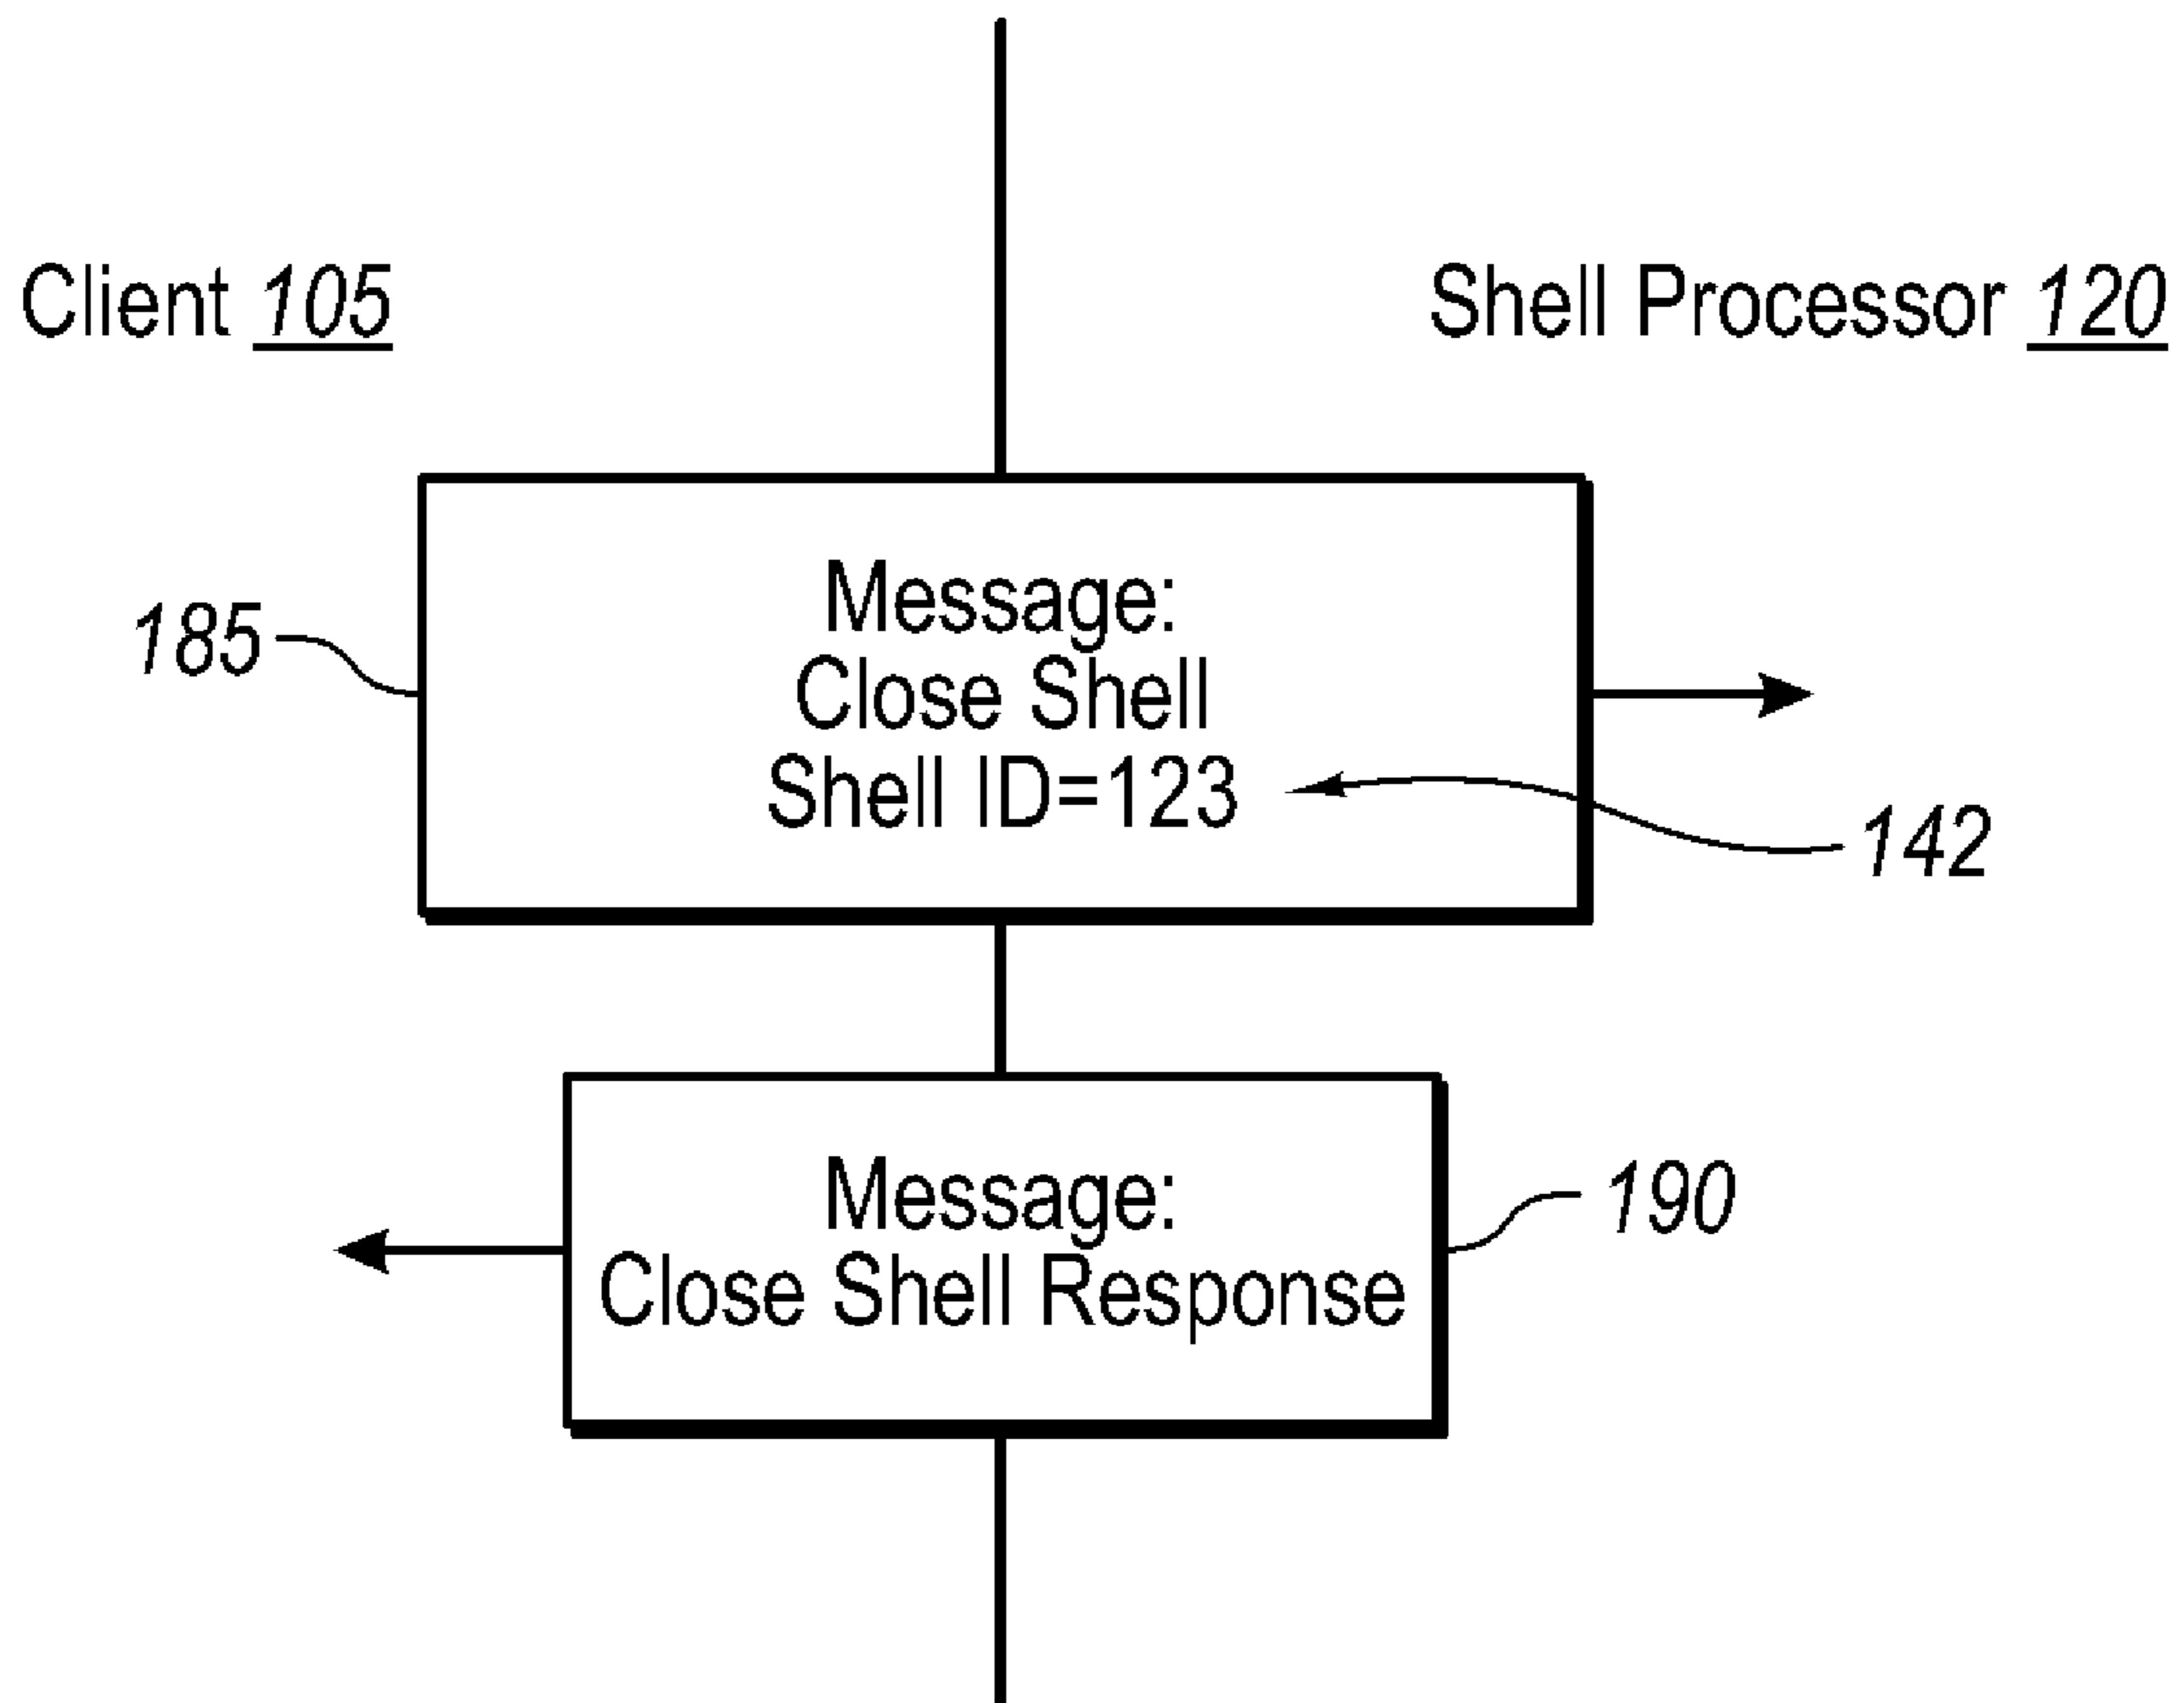 Client 105
Shell Processor 120
Message:
Close Shell
Shell ID=123
185
142
Message:
Close Shell Response
190